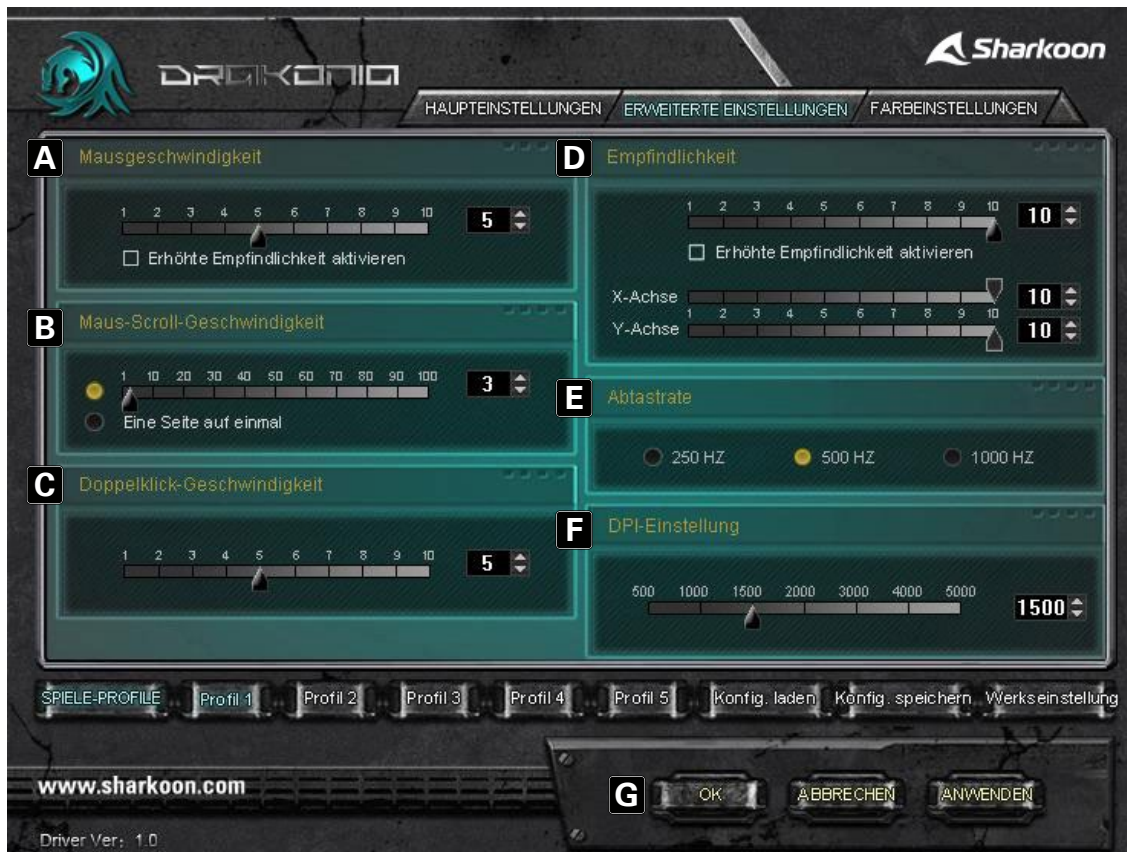 DRAKONIA
Sharkoon
HAUPTEINSTELLUNGEN ERWEITERTE EINSTELLUNGEN FARBEINSTELLUNGEN
A Mausgeschwindigkeit
1 2 3 4 5 6 7 8 9 10
5
Erhöhte Empfindlichkeit aktivieren
B Maus-Scroll-Geschwindigkeit
1 10 20 30 40 50 60 70 80 90 100
3
Eine Seite auf einmal
C Doppelklick-Geschwindigkeit
1 2 3 4 5 6 7 8 9 10
5
D Empfindlichkeit
1 2 3 4 5 6 7 8 9 10
10
Erhöhte Empfindlichkeit aktivieren
X-Achse 10
1 2 3 4 5 6 7 8 9 10
Y-Achse 10
E Abtastrate
250 HZ 500 HZ 1000 HZ
F DPI-Einstellung
500 1000 1500 2000 3000 4000 5000
1500
SPIELE-PROFILE Profil 1 Profil 2 Profil 3 Profil 4 Profil 5 Konfig. laden Konfig. speichern Werkseinstellung
www.sharkoon.com
G OK ABBRECHEN ANWENDEN
Driver Ver: 1.0